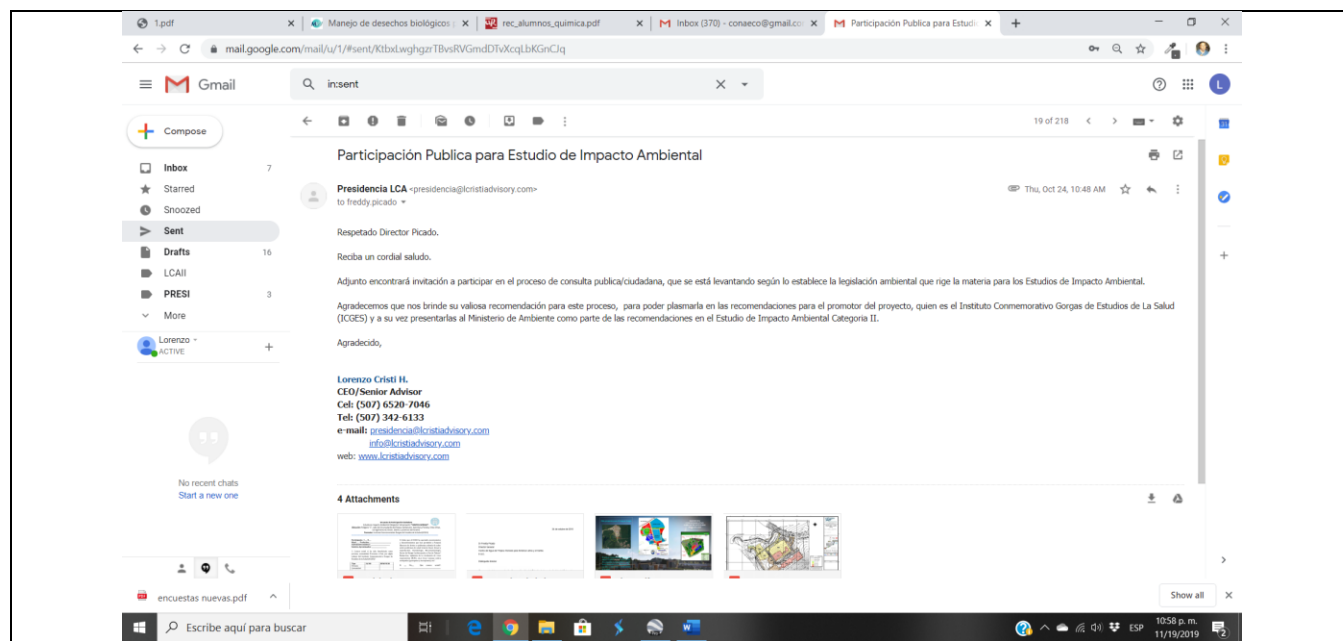 1.pdf
Manejo de desechos biológicos
rec_alumnos_quimica.pdf
Inbox (370) - conaeco@gmail.co
Participación Publica para Estudi
mail.google.com/mail/u/1/#sent/KtbxLwghgzrTBvsRVGmdDTvXcqLbKGnCJq
Gmail
in:sent
L
Compose
19 of 218
Inbox 7
Starred
Snoozed
Sent
Drafts 16
LCAII
PRESI 3
More
Lorenzo
ACTIVE
No recent chats
Start a new one
Participación Publica para Estudio de Impacto Ambiental
Presidencia LCA <presidencia@lcristiadvisory.com>
to freddy.picado
Thu, Oct 24, 10:48 AM
Respetado Director Picado.
Reciba un cordial saludo.
Adjunto encontrará invitación a participar en el proceso de consulta publica/ciudadana, que se está levantando según lo establece la legislación ambiental que rige la materia para los Estudios de Impacto Ambiental.
Agradecemos que nos brinde su valiosa recomendación para este proceso, para poder plasmarla en las recomendaciones para el promotor del proyecto, quien es el Instituto Conmemorativo Gorgas de Estudios de La Salud
(ICGES) y a su vez presentarlas al Ministerio de Ambiente como parte de las recomendaciones en el Estudio de Impacto Ambiental Categoria II.
Agradecido,
Lorenzo Cristi H.
CEO/Senior Advisor
Cel: (507) 6520-7046
Tel: (507) 342-6133
e-mail: presidencia@lcristiadvisory.com
info@lcristiadvisory.com
web: www.lcristiadvisory.com
4 Attachments
encuestas nuevas.pdf
Show all
Escribe aquí para buscar
ESP
10:58 p. m.
11/19/2019
2